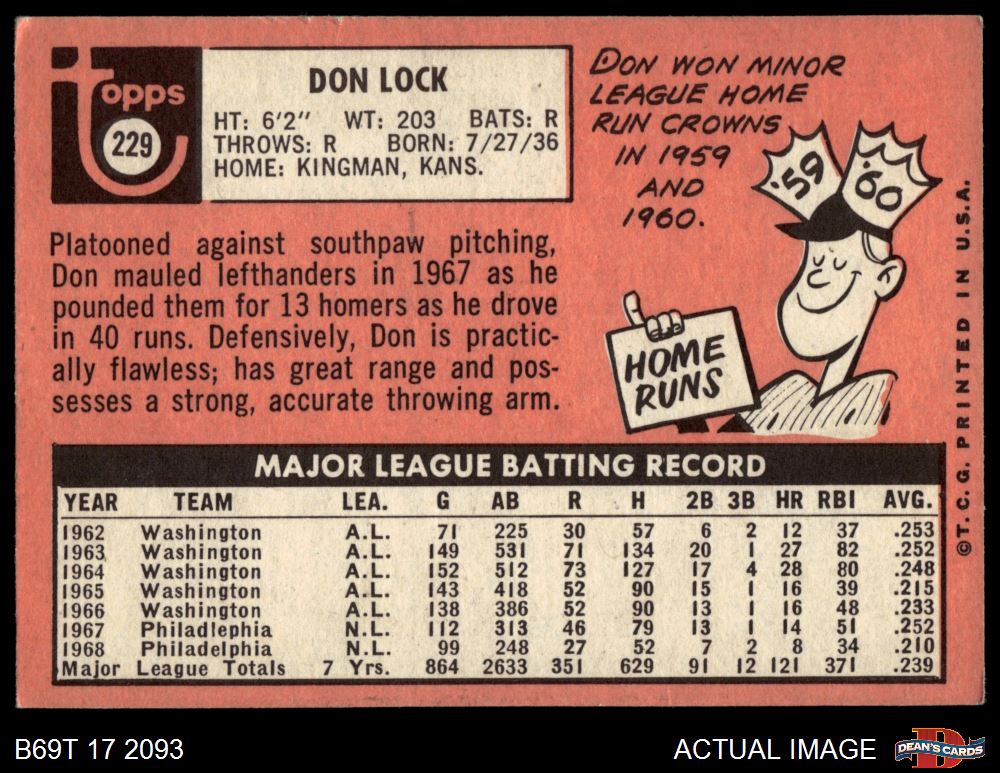 topps
229
DON LOCK
HT: 6'2" WT: 203 BATS: R
THROWS: R BORN: 7/27/36
HOME: KINGMAN, KANS.
DON WON MINOR
LEAGUE HOME
RUN CROWNS
IN 1959
AND
1960.
'59
'60
HOME
RUNS
Platooned against southpaw pitching,
Don mauled lefthanders in 1967 as he
pounded them for 13 homers as he drove
in 40 runs. Defensively, Don is practic-
ally flawless; has great range and pos-
sesses a strong, accurate throwing arm.
©T.C.G. PRINTED IN U.S.A.
MAJOR LEAGUE BATTING RECORD
YEAR TEAM LEA. G AB R H 2B 3B HR RBI AVG.
1962 Washington A.L. 71 225 30 57 6 2 12 37 .253
1963 Washington A.L. 149 531 71 134 20 1 27 82 .252
1964 Washington A.L. 152 512 73 127 17 4 28 80 .248
1965 Washington A.L. 143 418 52 90 15 1 16 39 .215
1966 Washington A.L. 138 386 52 90 13 1 16 48 .233
1967 Philadlephia N.L. 112 313 46 79 13 1 14 51 .252
1968 Philadelphia N.L. 99 248 27 52 7 2 8 34 .210
Major League Totals 7 Yrs. 864 2633 351 629 91 12 121 371 .239
B69T 17 2093
ACTUAL IMAGE
D
DEAN'S CARDS